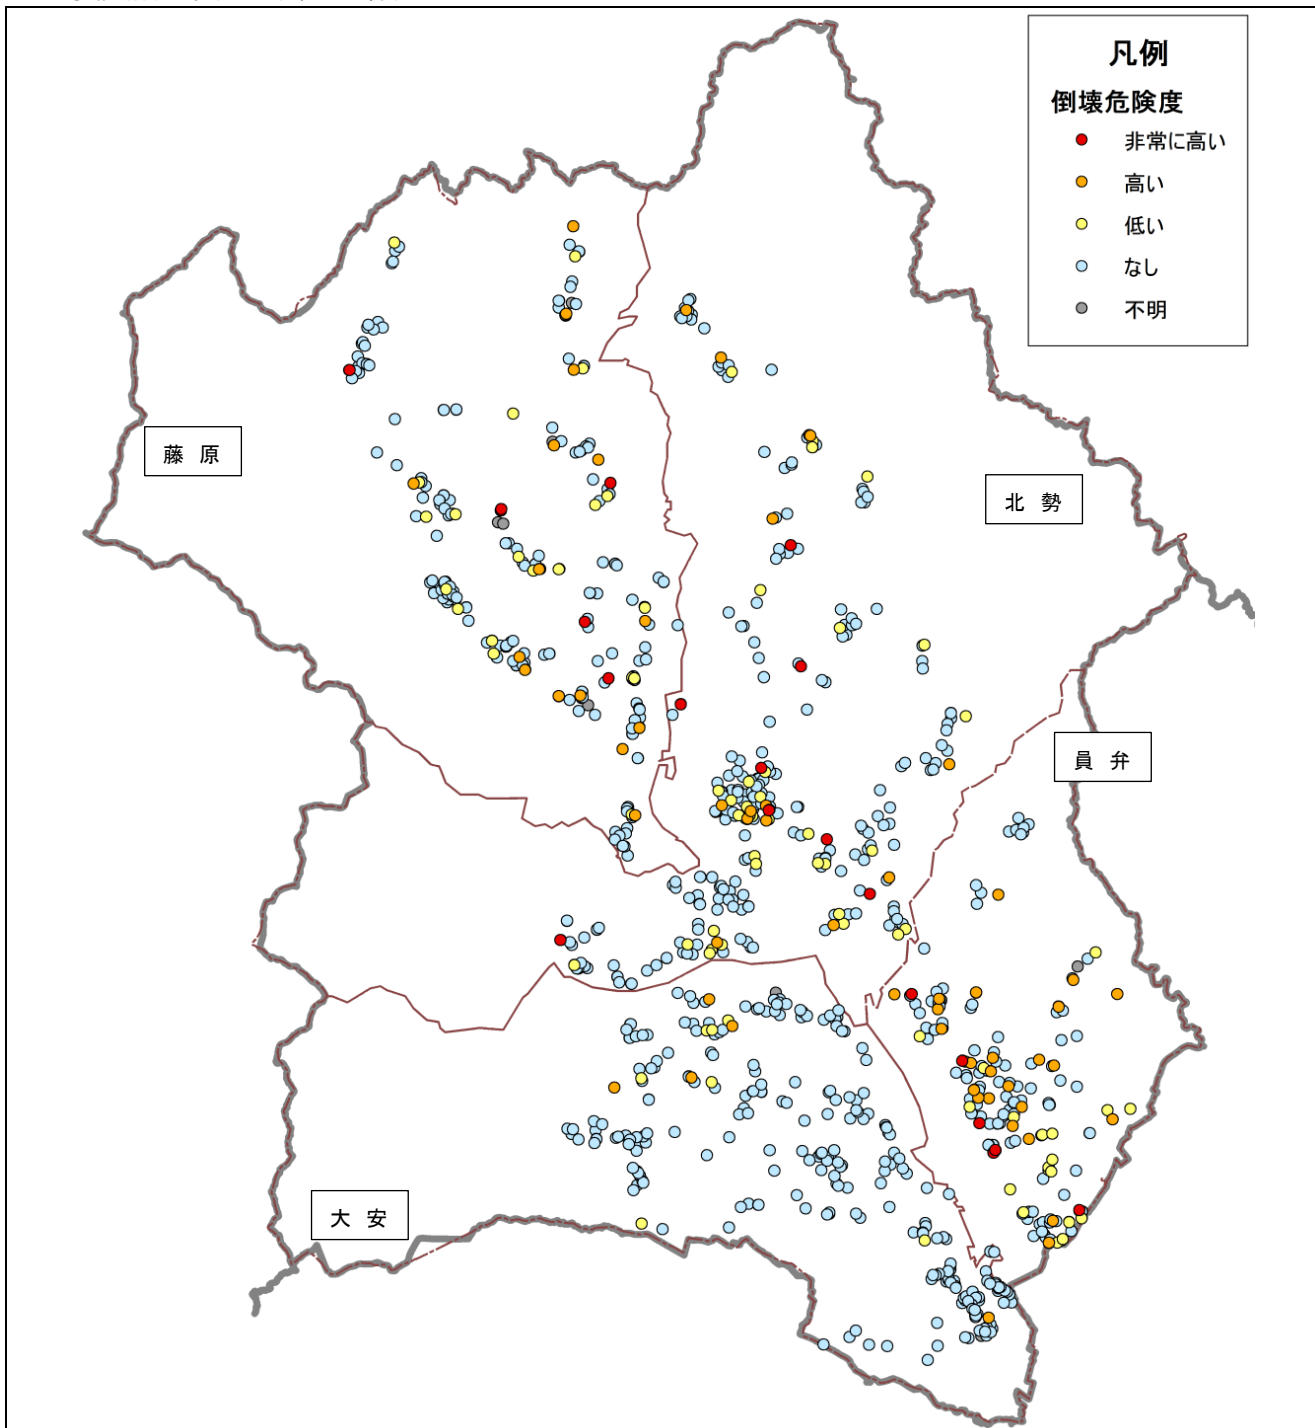 凡例
倒壊危険度
非常に高い
高い
低い
なし
不明
藤 原
北 勢
員 弁
大 安